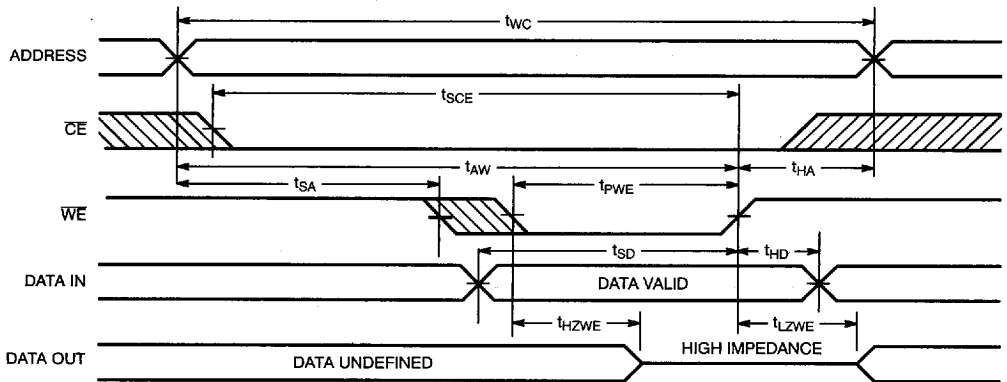 tWC
ADDRESS
tSCE
CE
tAW
tHA
tSA
tPWE
WE
tSD
tHD
DATA IN
DATA VALID
tHZWE
tLZWE
DATA OUT
DATA UNDEFINED
HIGH IMPEDANCE